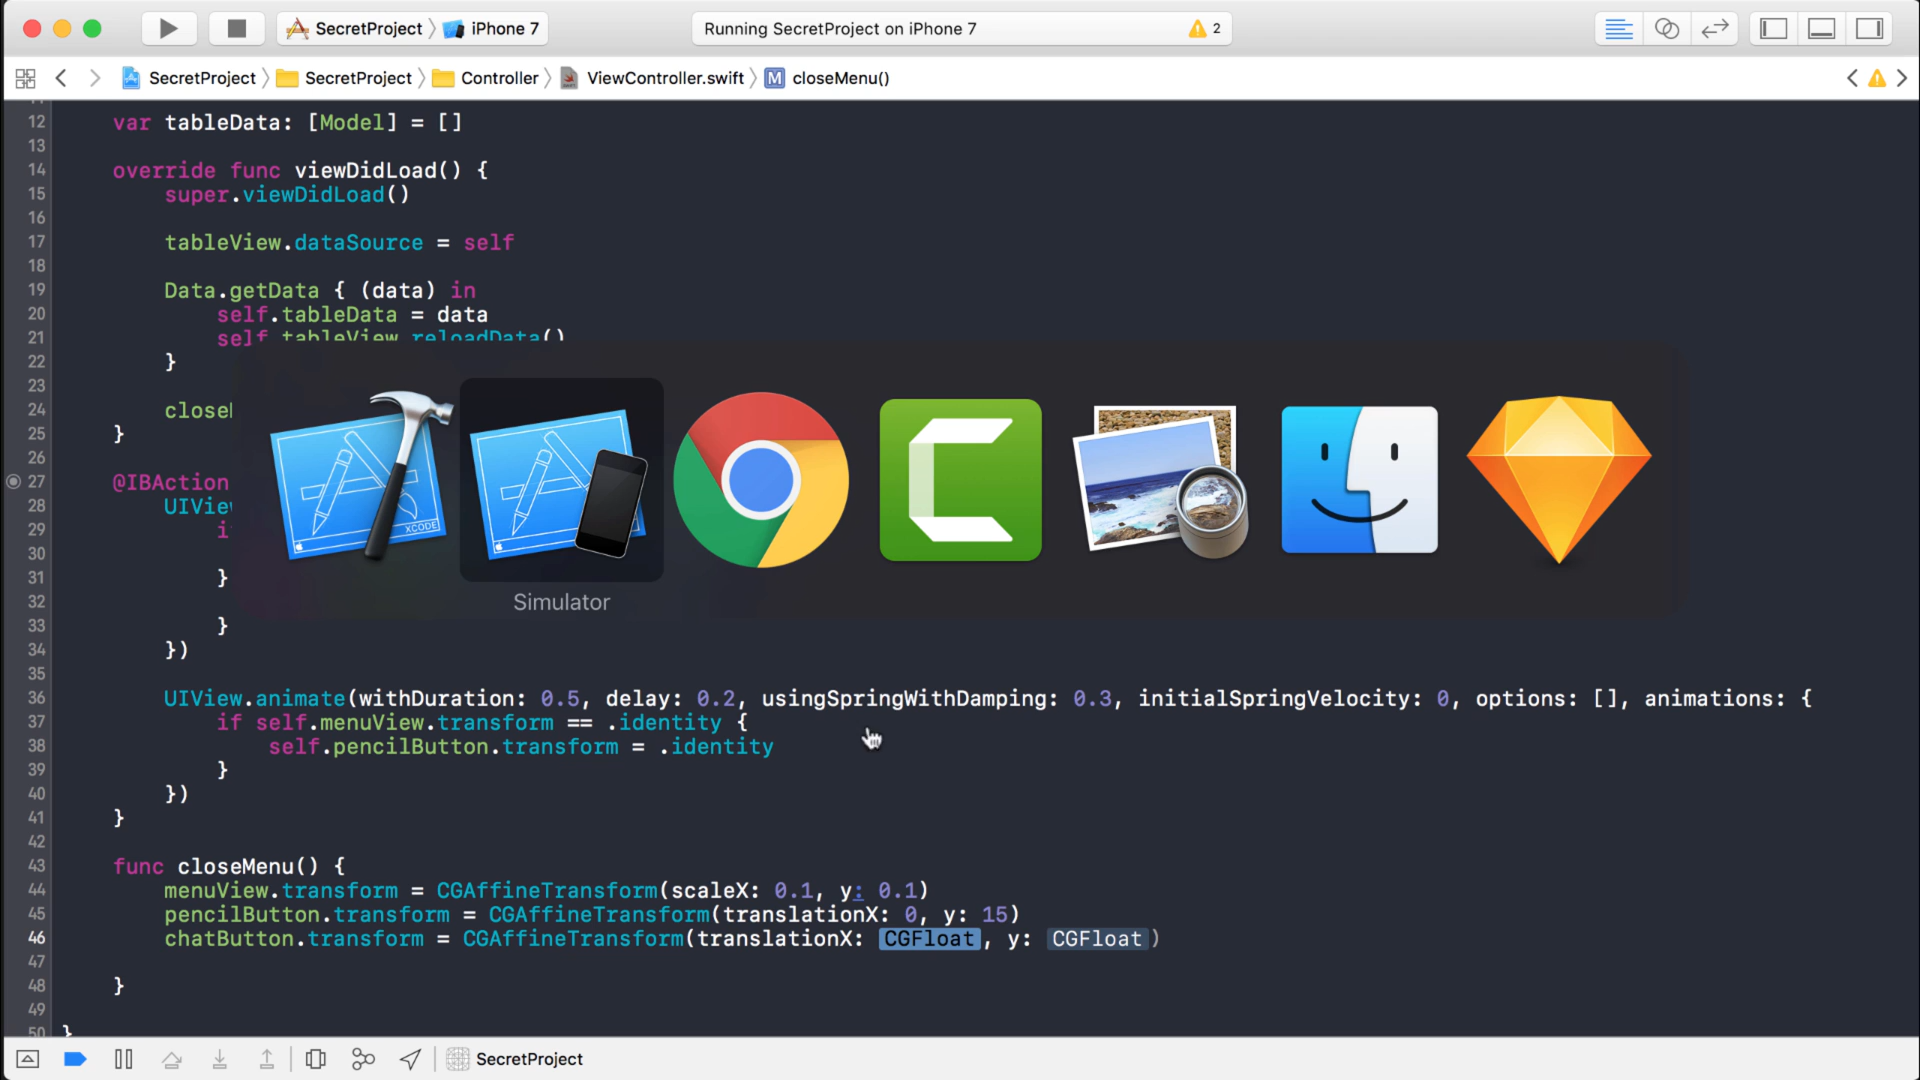 SecretProject iPhone 7 Running SecretProject on iPhone 7 2
SecretProject SecretProject Controller ViewController.swift M closeMenu()
12 var tableData: [Model] = []
13
14 override func viewDidLoad() {
15 super.viewDidLoad()
16
17 tableView.dataSource = self
18
19 Data.getData { (data) in
20 self.tableData = data
21 self.tableView.reloadData()
22 }
23
24 close
25 }
26
27 @IBAction
28 UIView
29 i
30
31 }
32
33 }
34 })
35
36 UIView.animate(withDuration: 0.5, delay: 0.2, usingSpringWithDamping: 0.3, initialSpringVelocity: 0, options: [], animations: {
37 if self.menuView.transform == .identity {
38 self.pencilButton.transform = .identity
39 }
40 })
41 }
42
43 func closeMenu() {
44 menuView.transform = CGAffineTransform(scaleX: 0.1, y: 0.1)
45 pencilButton.transform = CGAffineTransform(translationX: 0, y: 15)
46 chatButton.transform = CGAffineTransform(translationX: CGFloat, y: CGFloat)
47
48 }
49
50 }
XCODE
Simulator
SecretProject